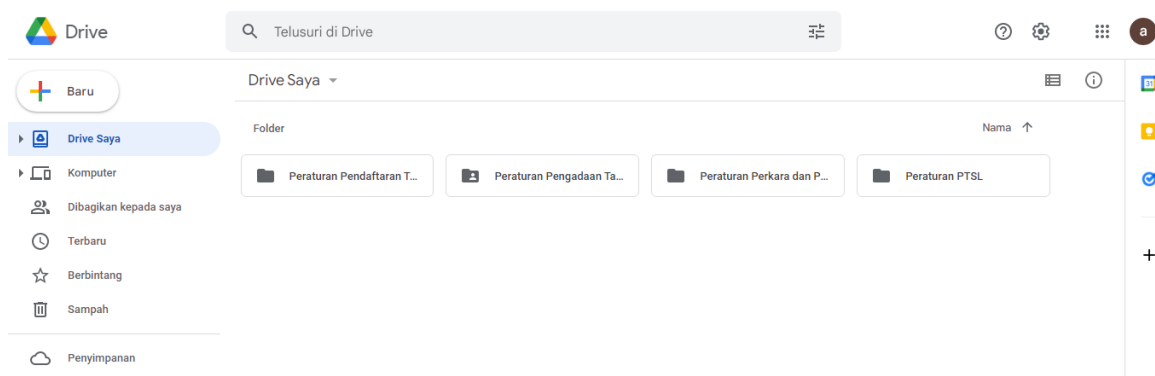 Drive
Telusuri di Drive
a
Baru
Drive Saya
31
Drive Saya
Komputer
Dibagikan kepada saya
Terbaru
Berbintang
Sampah
Penyimpanan
Folder
Nama
Peraturan Pendaftaran T...
Peraturan Pengadaan Ta...
Peraturan Perkara dan P...
Peraturan PTSL